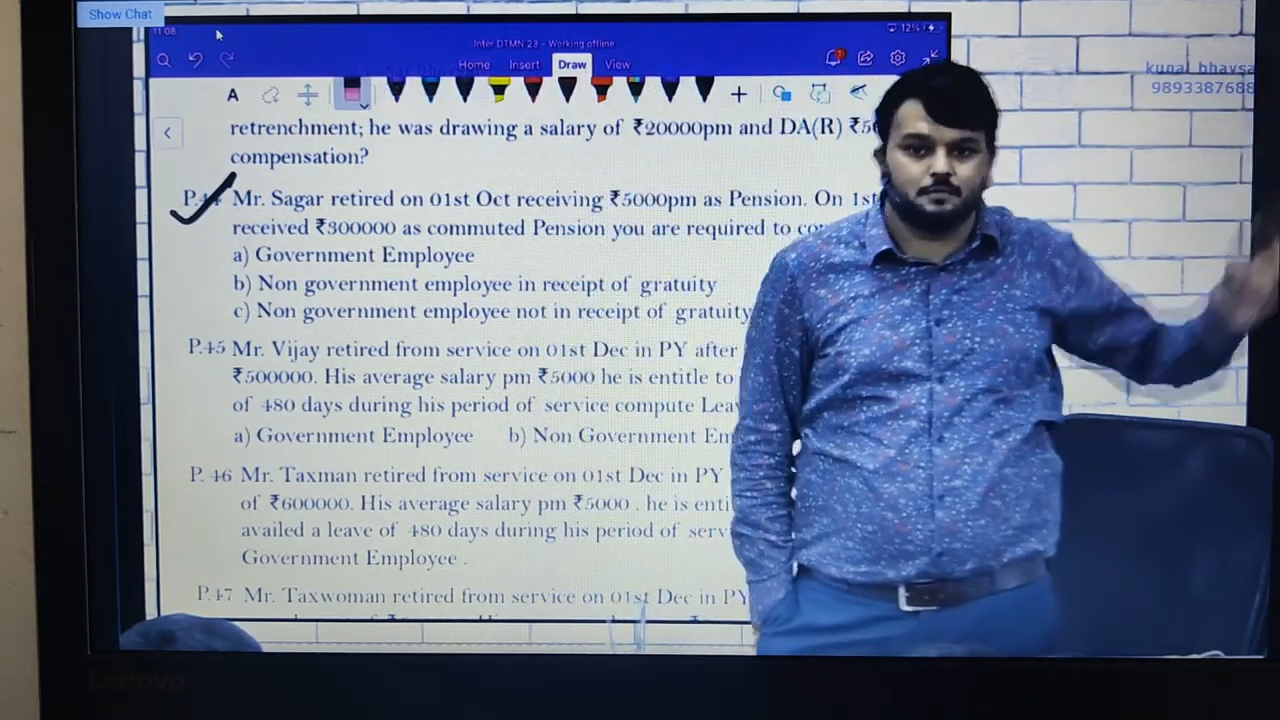 Show Chat
11:08
12%
Inter DTMN 23 - Working offline
Home Insert Draw View
kunal bhavsa
9893387688
A
retrenchment; he was drawing a salary of ₹20000pm and DA(R)
compensation?
Mr. Sagar retired on 01st Oct receiving ₹5000pm as Pension. On 1st
received ₹300000 as commuted Pension you are required to
a) Government Employee
b) Non government employee in receipt of gratuity
c) Non government employee not in receipt of gratuity
P.45 Mr. Vijay retired from service on 01st Dec in PY after
₹500000. His average salary pm ₹5000 he is entitle to
of 480 days during his period of service compute
a) Government Employee b) Non Government
P. 46 Mr. Taxman retired from service on 01st Dec in PY
of ₹600000. His average salary pm ₹5000 . he is
availed a leave of 480 days during his period of
Government Employee .
P.47 Mr. Taxwoman retired from service on 01st Dec in PY
Lenovo